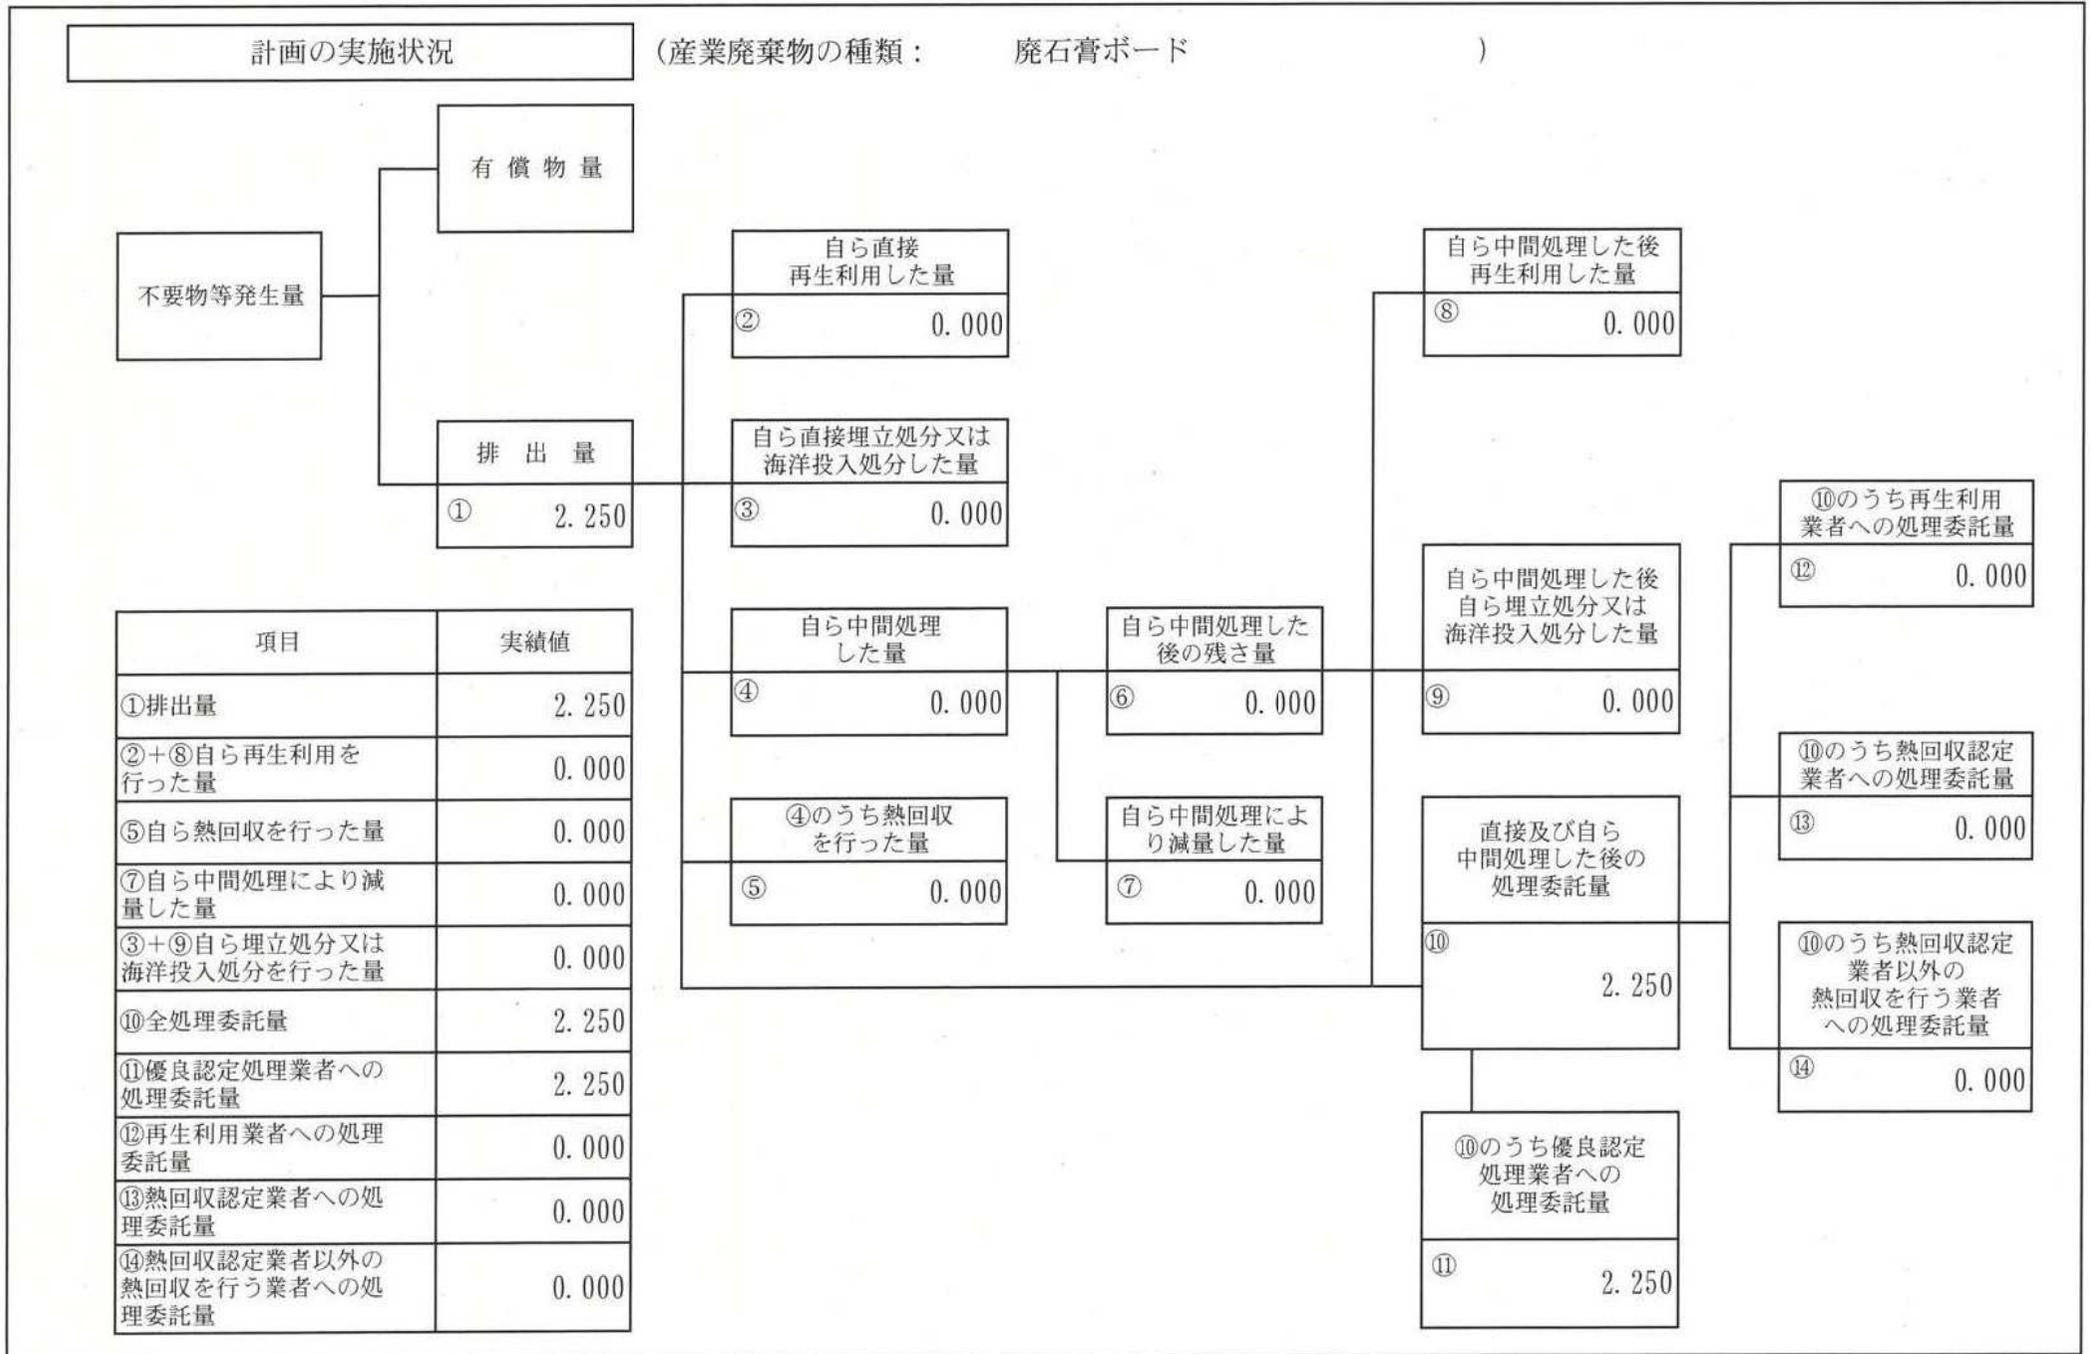 計画の実施状況
(産業廃棄物の種類： 廃石膏ボード )
有 償 物 量
不要物等発生量
排 出 量
① 2.250
自ら直接
再生利用した量
② 0.000
自ら直接埋立処分又は
海洋投入処分した量
③ 0.000
自ら中間処理
した量
④ 0.000
④のうち熱回収
を行った量
⑤ 0.000
自ら中間処理した
後の残さ量
⑥ 0.000
自ら中間処理によ
り減量した量
⑦ 0.000
自ら中間処理した後
再生利用した量
⑧ 0.000
自ら中間処理した後
自ら埋立処分又は
海洋投入処分した量
⑨ 0.000
直接及び自ら
中間処理した後の
処理委託量
⑩
2.250
⑩のうち優良認定
処理業者への
処理委託量
⑪ 2.250
⑩のうち再生利用
業者への処理委託量
⑫ 0.000
⑩のうち熱回収認定
業者への処理委託量
⑬ 0.000
⑩のうち熱回収認定
業者以外の
熱回収を行う業者
への処理委託量
⑭ 0.000
項目 実績値
①排出量 2.250
②＋⑧自ら再生利用を
行った量 0.000
⑤自ら熱回収を行った量 0.000
⑦自ら中間処理により減
量した量 0.000
③＋⑨自ら埋立処分又は
海洋投入処分を行った量 0.000
⑩全処理委託量 2.250
⑪優良認定処理業者への
処理委託量 2.250
⑫再生利用業者への処理
委託量 0.000
⑬熱回収認定業者への処
理委託量 0.000
⑭熱回収認定業者以外の
熱回収を行う業者への処
理委託量 0.000